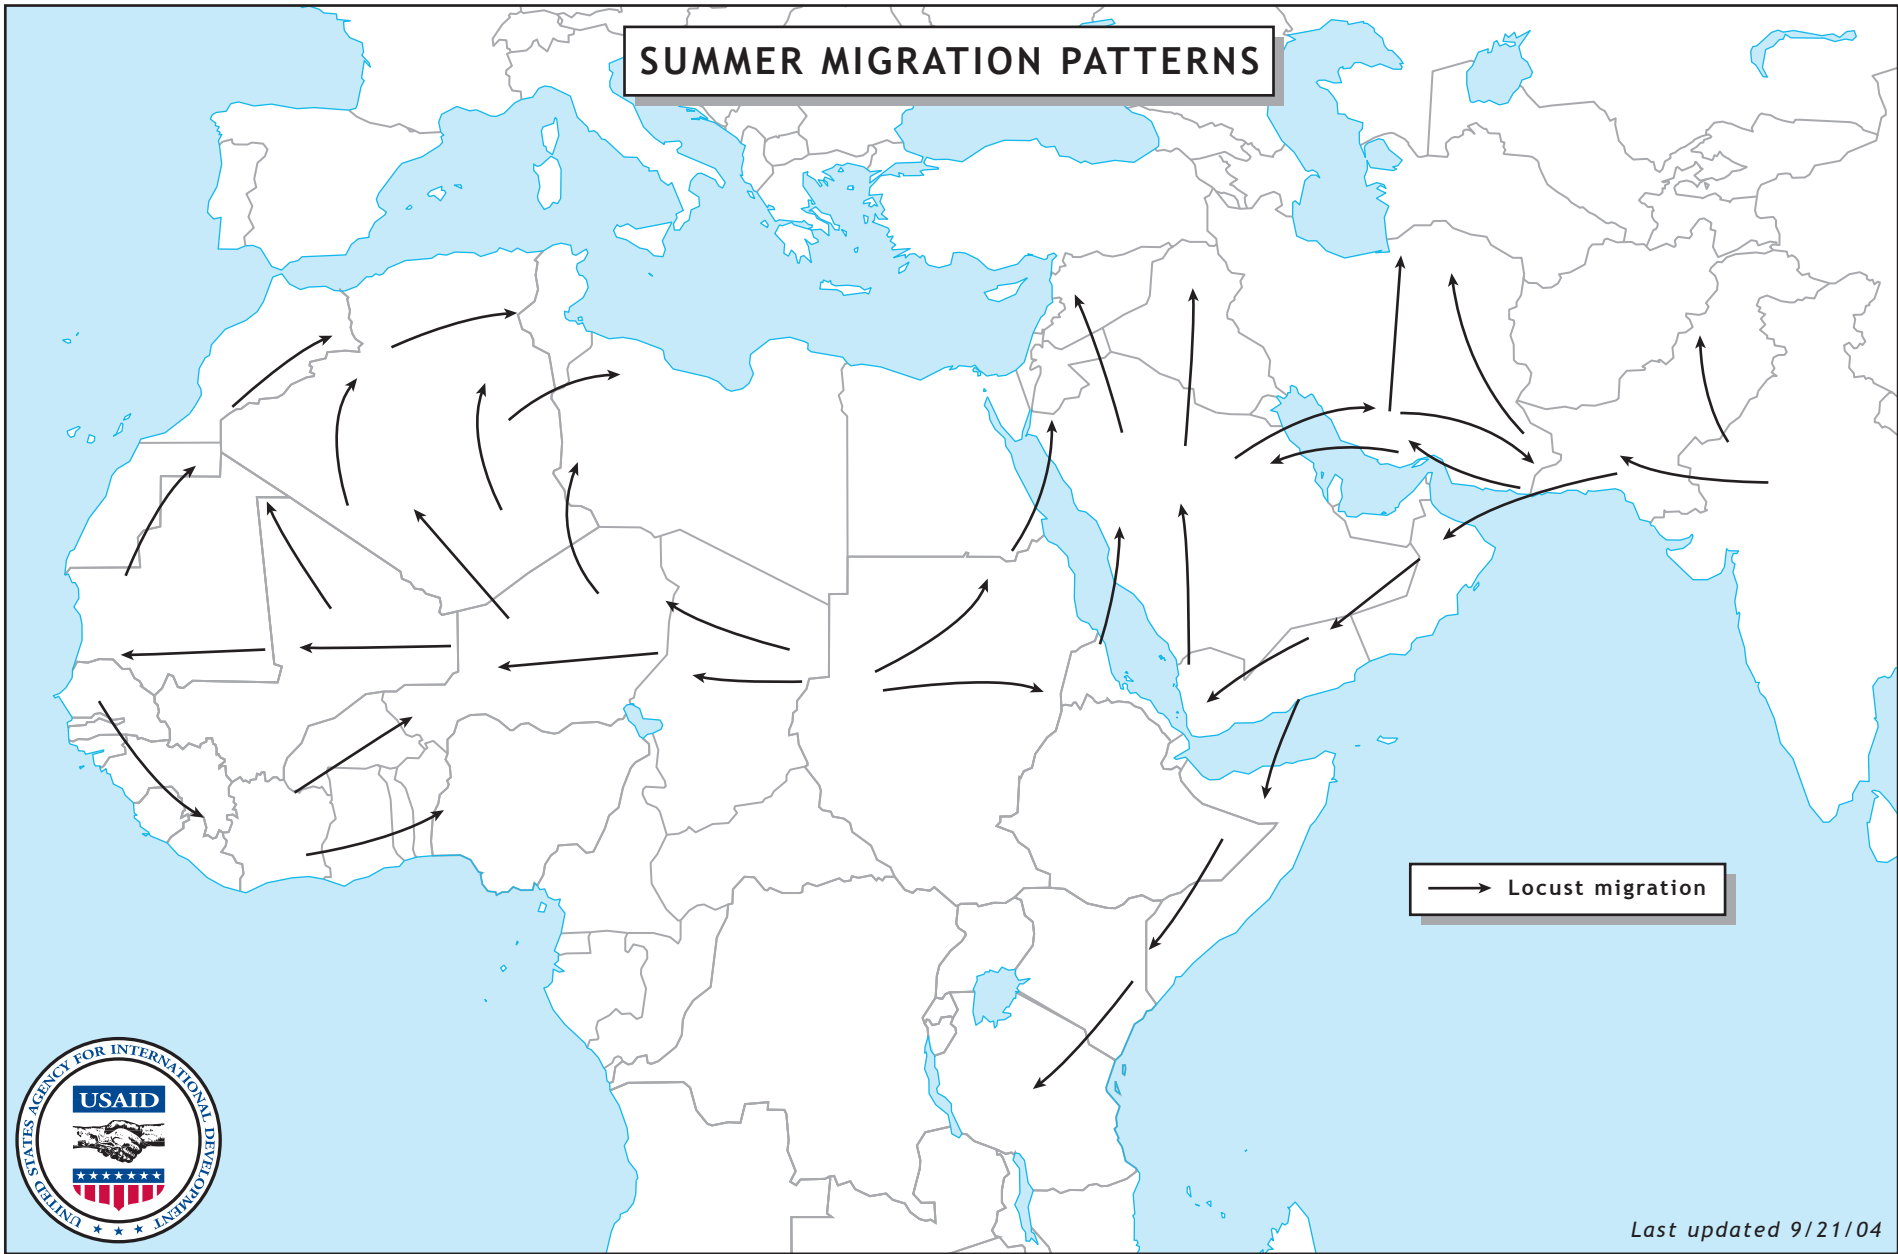 SUMMER MIGRATION PATTERNS
Locust migration
UNITED STATES AGENCY FOR INTERNATIONAL DEVELOPMENT
USAID
Last updated 9/21/04